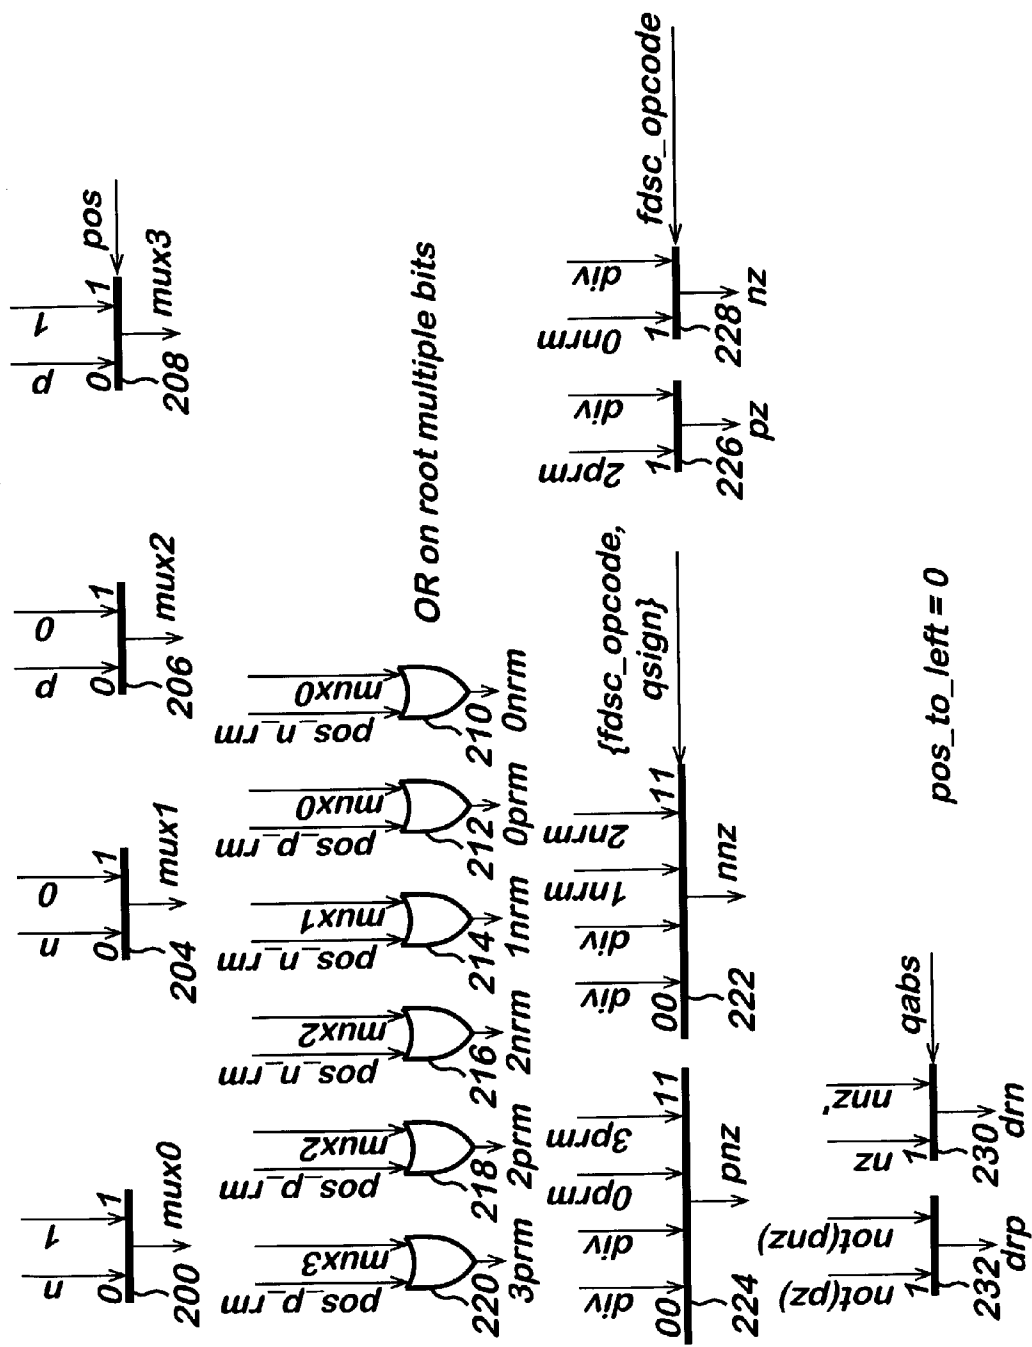 n 1
0 1
200 mux0
n 0
0 1
204 mux1
p 0
0 1
206 mux2
p 1
0 1 pos
208 mux3
pos_p_rm mux3
220 3prm
pos_p_rm mux2
218 2prm
pos_n_rm mux2
216 2nrm
pos_n_rm mux1
214 1nrm
pos_p_rm mux0
212 0prm
pos_n_rm mux0
210 0nrm
OR on root multiple bits
div div 0prm 3prm
00 11
224 pnz
div div 1nrm 2nrm
00 11
{fdsc_opcode,
qsign}
222 nnz
2prm div
1
226 pz
0nrm div
1
fdsc_opcode
228 nz
not(pz) not(pnz)
1
232 drp
nz nnz'
1 qabs
230 drn
pos_to_left = 0